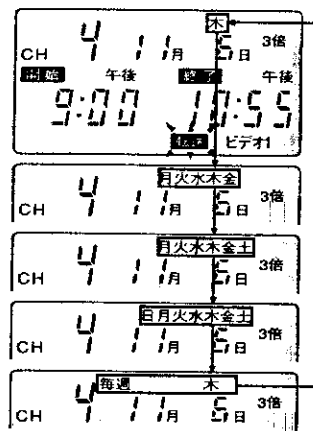 木
CH 4 11月 5日 3倍
開始 午後 終了 午後
9:00 10:55
転送 ビデオ1
月火水木金
CH 4 11月 5日 3倍
月火水木金土
CH 4 11月 5日 3倍
日月火水木金土
CH 4 11月 5日 3倍
毎週 木
CH 4 11月 5日 3倍